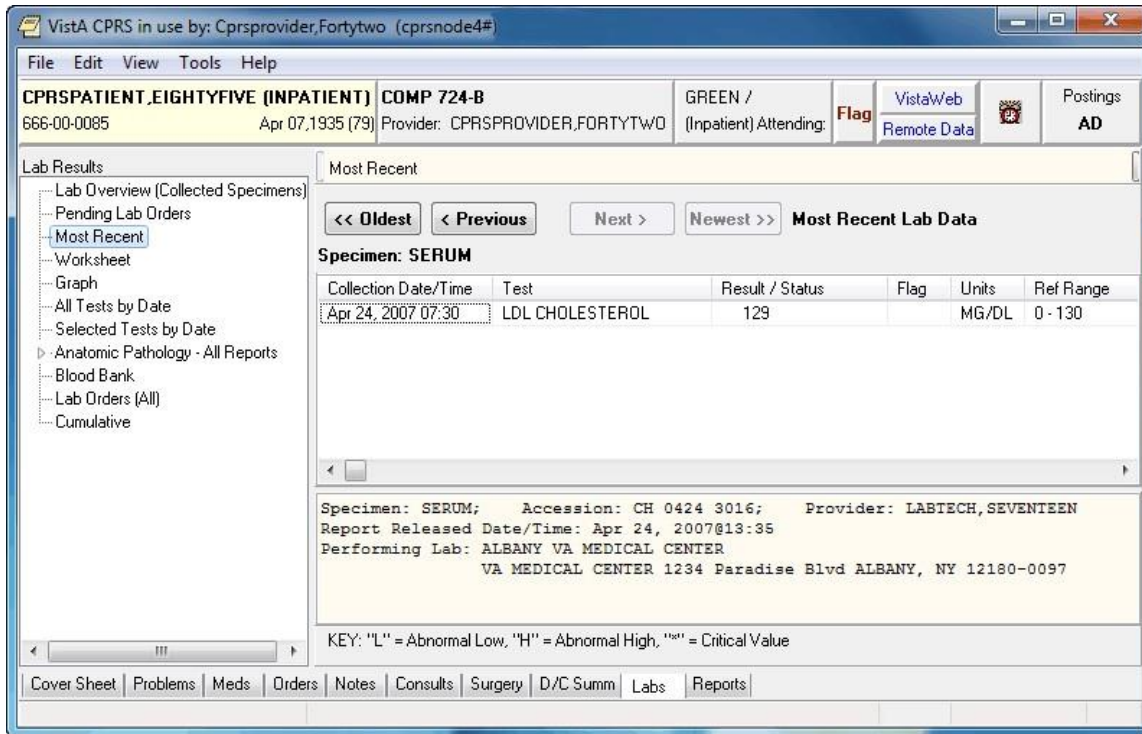 VistA CPRS in use by: Cprsprovider,Fortytwo (cprsnode4#)
File Edit View Tools Help
CPRSPATIENT,EIGHTYFIVE (INPATIENT) COMP 724-B GREEN / Flag VistaWeb Postings
666-00-0085 Apr 07,1935 (79) Provider: CPRSPROVIDER,FORTYTWO (Inpatient) Attending: Remote Data AD
Lab Results
Lab Overview (Collected Specimens)
Pending Lab Orders
Most Recent
Worksheet
Graph
All Tests by Date
Selected Tests by Date
Anatomic Pathology - All Reports
Blood Bank
Lab Orders (All)
Cumulative
Most Recent
<< Oldest < Previous Next > Newest >> Most Recent Lab Data
Specimen: SERUM
Collection Date/Time Test Result / Status Flag Units Ref Range
Apr 24, 2007 07:30 LDL CHOLESTEROL 129 MG/DL 0 - 130
Specimen: SERUM; Accession: CH 0424 3016; Provider: LABTECH,SEVENTEEN
Report Released Date/Time: Apr 24, 2007@13:35
Performing Lab: ALBANY VA MEDICAL CENTER
VA MEDICAL CENTER 1234 Paradise Blvd ALBANY, NY 12180-0097
KEY: "L" = Abnormal Low, "H" = Abnormal High, "*" = Critical Value
Cover Sheet Problems Meds Orders Notes Consults Surgery D/C Summ Labs Reports